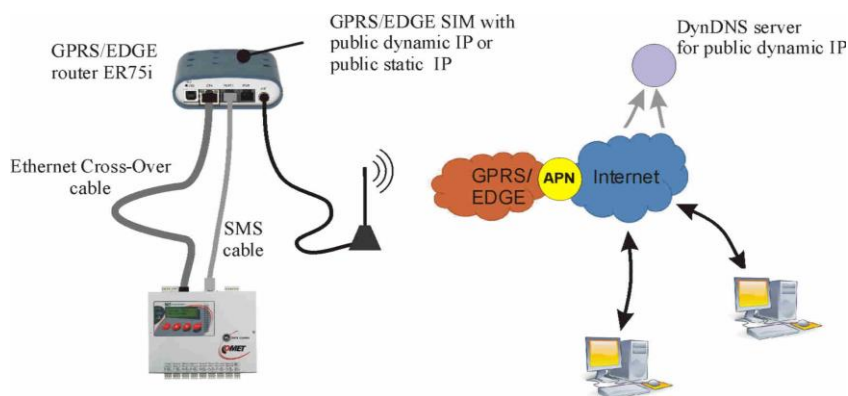 GPRS/EDGE
router ER75i
GPRS/EDGE SIM with
public dynamic IP or
public static IP
DynDNS server
for public dynamic IP
Ethernet Cross-Over
cable
SMS
cable
GPRS/
EDGE
APN
Internet
COMET